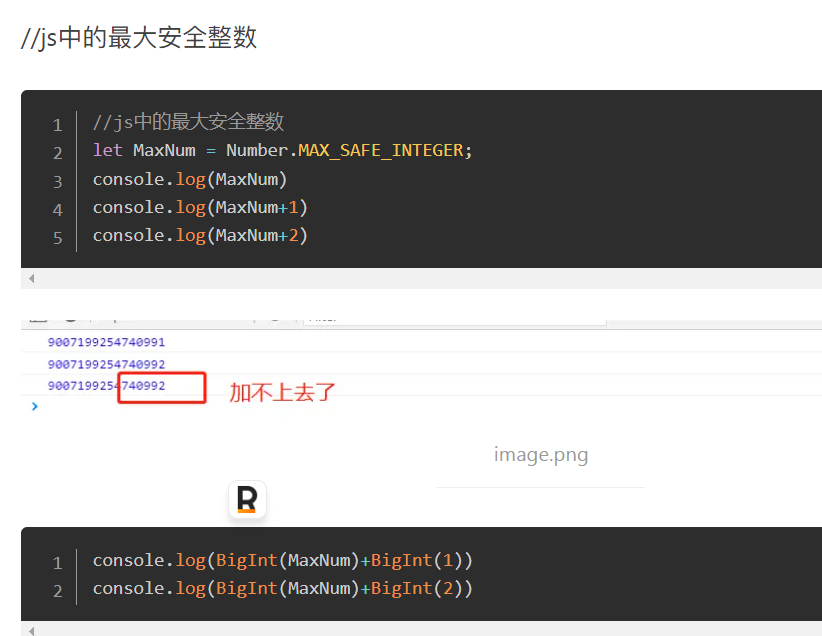 //js中的最大安全整数
1 //js中的最大安全整数
2 let MaxNum = Number.MAX_SAFE_INTEGER;
3 console.log(MaxNum)
4 console.log(MaxNum+1)
5 console.log(MaxNum+2)
9007199254740991
9007199254740992
9007199254740992 加不上去了
image.png
R
1 console.log(BigInt(MaxNum)+BigInt(1))
2 console.log(BigInt(MaxNum)+BigInt(2))